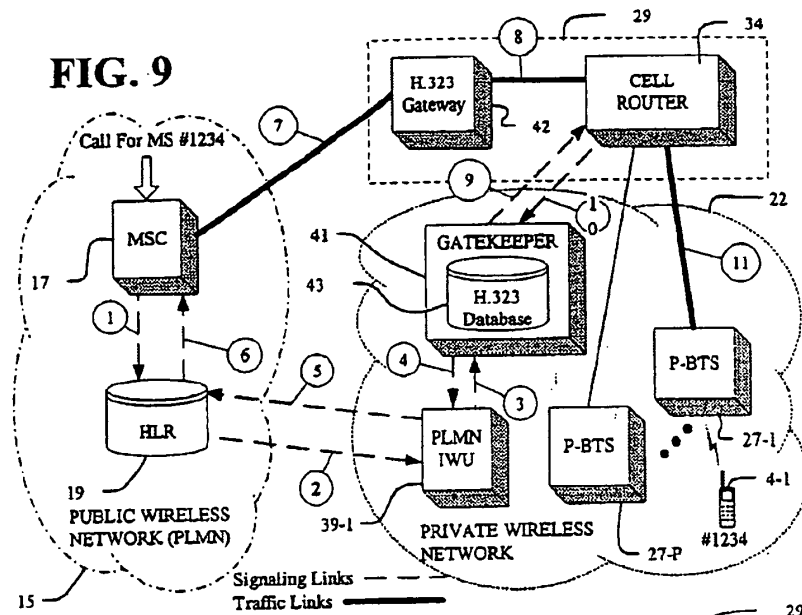 FIG. 9
29
34
8
H.323
Gateway
42
CELL
ROUTER
7
Call For MS #1234
MSC
17
9
1
0
22
GATEKEEPER
41
43
H.323
Database
11
1
6
4
3
5
P-BTS
27-1
HLR
2
PLMN
IWU
P-BTS
19
39-1
4-1
#1234
PUBLIC WIRELESS
NETWORK (PLMN)
PRIVATE WIRELESS
NETWORK
27-P
15
Signaling Links
Traffic Links
29